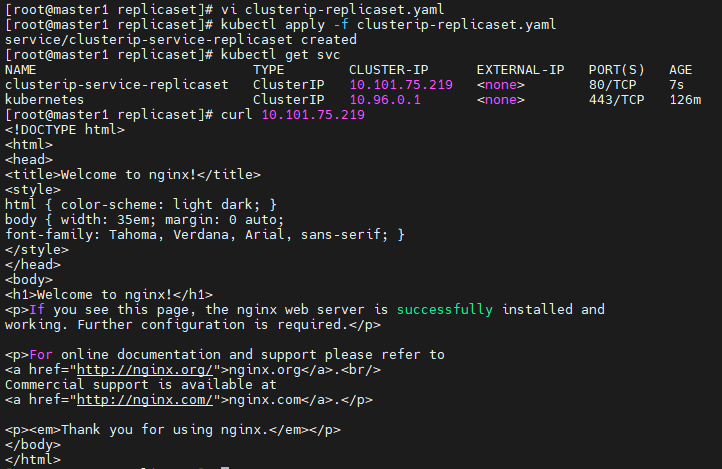 [root@master1 replicaset]# vi clusterip-replicaset.yaml
[root@master1 replicaset]# kubectl apply -f clusterip-replicaset.yaml
service/clusterip-service-replicaset created
[root@master1 replicaset]# kubectl get svc
NAME TYPE CLUSTER-IP EXTERNAL-IP PORT(S) AGE
clusterip-service-replicaset ClusterIP 10.101.75.219 <none> 80/TCP 7s
kubernetes ClusterIP 10.96.0.1 <none> 443/TCP 126m
[root@master1 replicaset]# curl 10.101.75.219
<!DOCTYPE html>
<html>
<head>
<title>Welcome to nginx!</title>
<style>
html { color-scheme: light dark; }
body { width: 35em; margin: 0 auto;
font-family: Tahoma, Verdana, Arial, sans-serif; }
</style>
</head>
<body>
<h1>Welcome to nginx!</h1>
<p>If you see this page, the nginx web server is successfully installed and
working. Further configuration is required.</p>

<p>For online documentation and support please refer to
<a href="http://nginx.org/">nginx.org</a>.<br/>
Commercial support is available at
<a href="http://nginx.com/">nginx.com</a>.</p>

<p><em>Thank you for using nginx.</em></p>
</body>
</html>